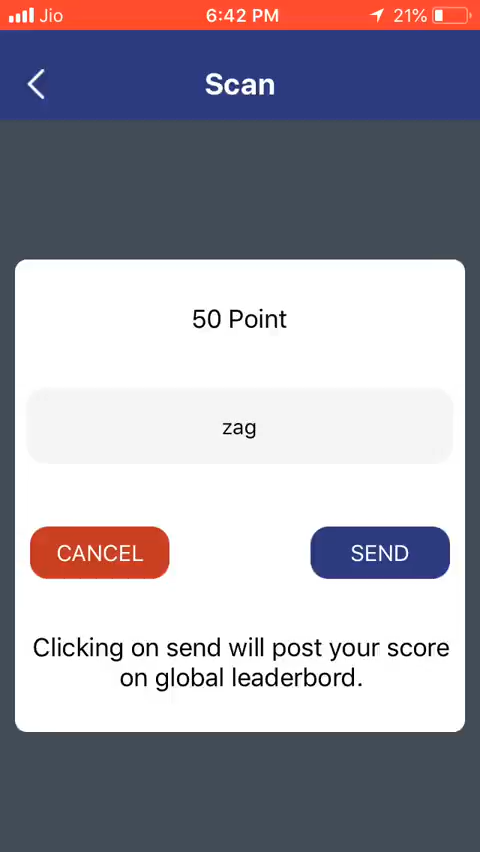 Jio 6:42 PM 21%
Scan
50 Point
zag
CANCEL SEND
Clicking on send will post your score
on global leaderbord.